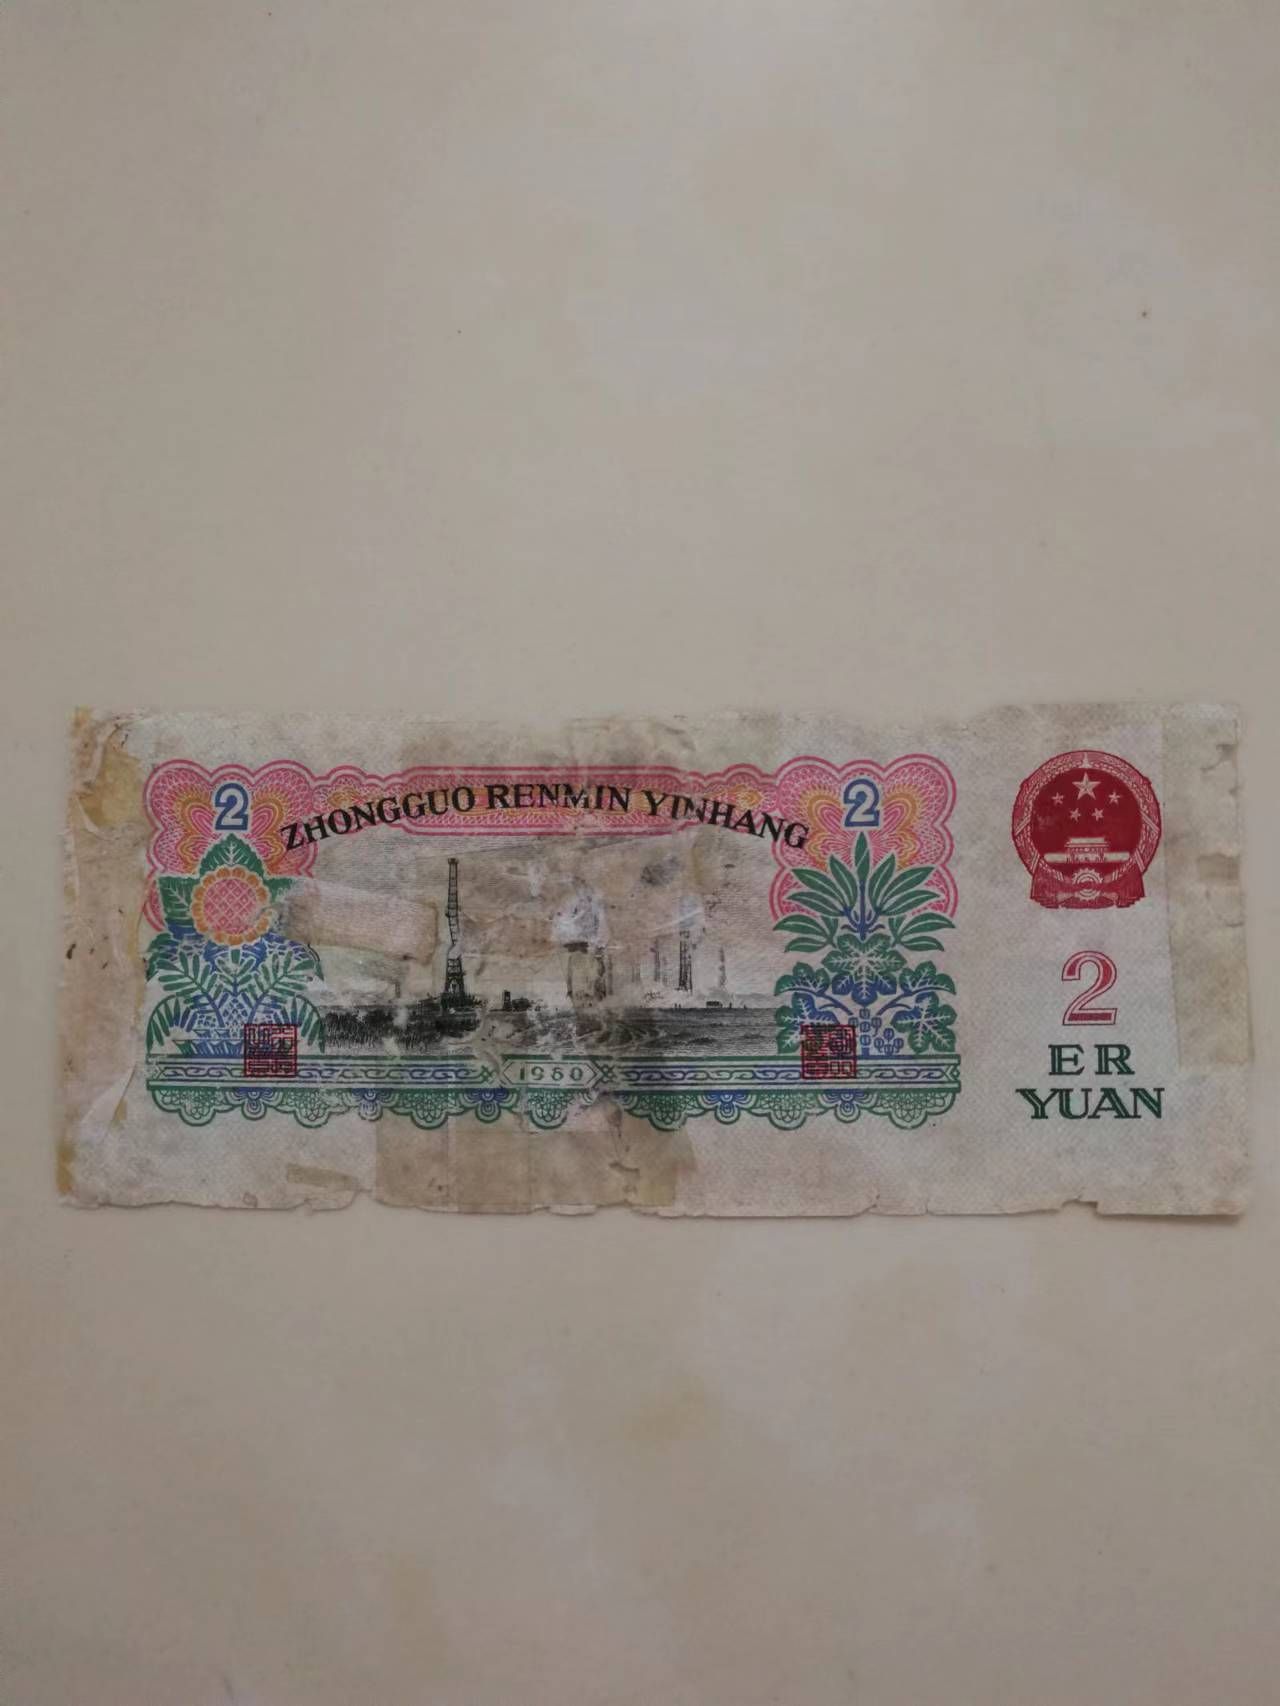 2
2
ZHONGGUO RENMIN YINHANG
1960
2
ER
YUAN